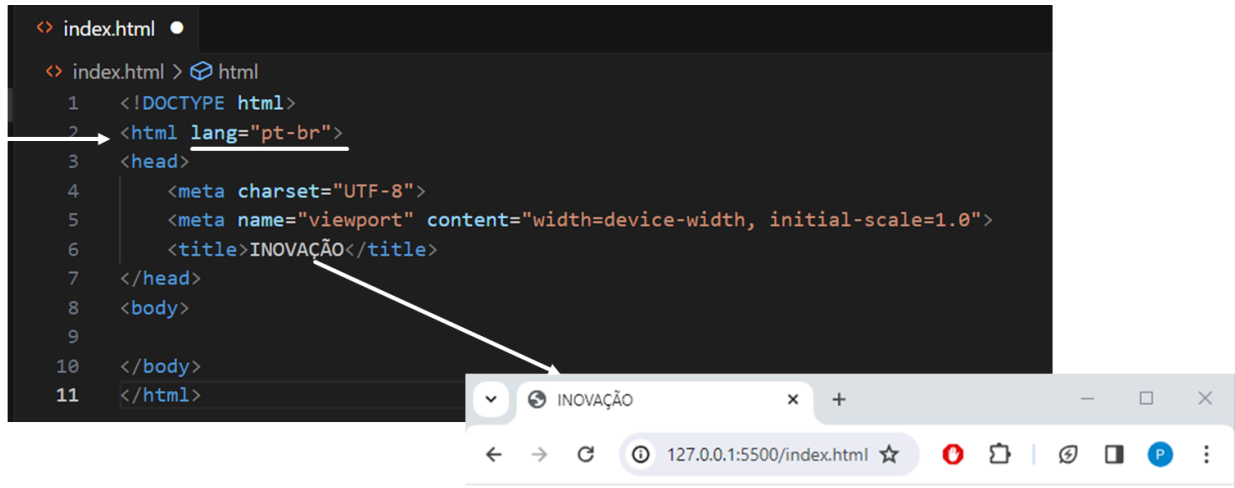 index.html
index.html > html
1 <!DOCTYPE html>
2 <html lang="pt-br">
3 <head>
4 <meta charset="UTF-8">
5 <meta name="viewport" content="width=device-width, initial-scale=1.0">
6 <title>INOVAÇÃO</title>
7 </head>
8 <body>
9
10 </body>
11 </html>
INOVAÇÃO
127.0.0.1:5500/index.html
P